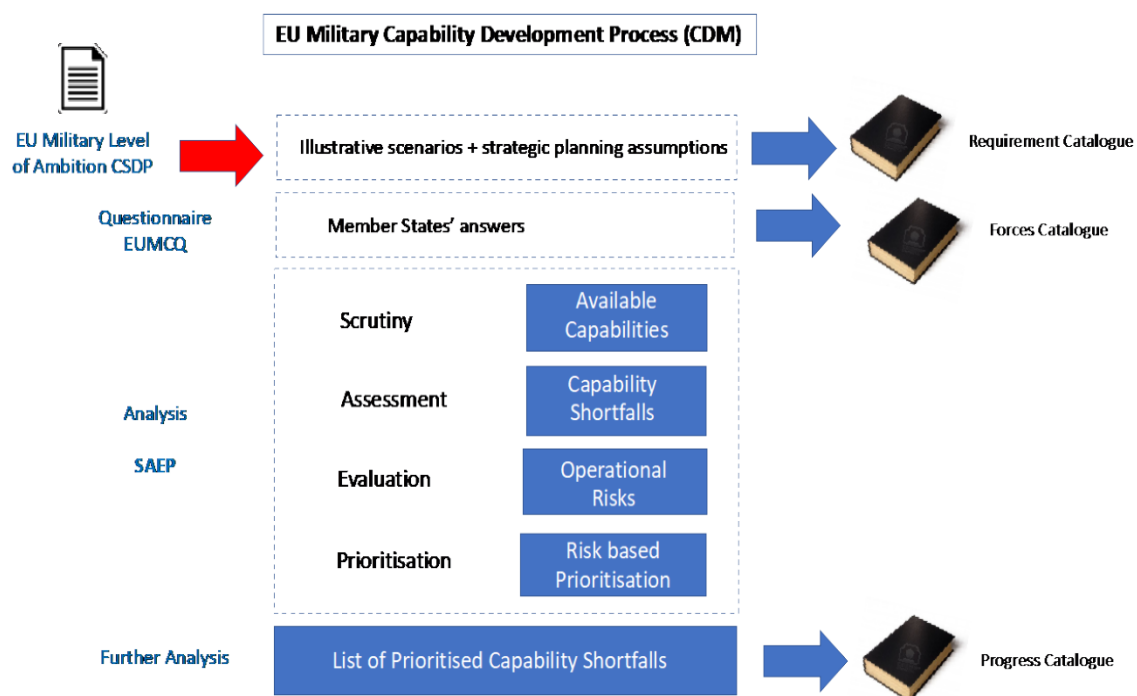 EU Military Capability Development Process (CDM)
EU Military Level
of Ambition CSDP
Illustrative scenarios + strategic planning assumptions
Requirement Catalogue
Questionnaire
EUMCQ
Member States' answers
Forces Catalogue
Analysis
SAEP
Scrutiny
Available
Capabilities
Assessment
Capability
Shortfalls
Evaluation
Operational
Risks
Prioritisation
Risk based
Prioritisation
Further Analysis
List of Prioritised Capability Shortfalls
Progress Catalogue